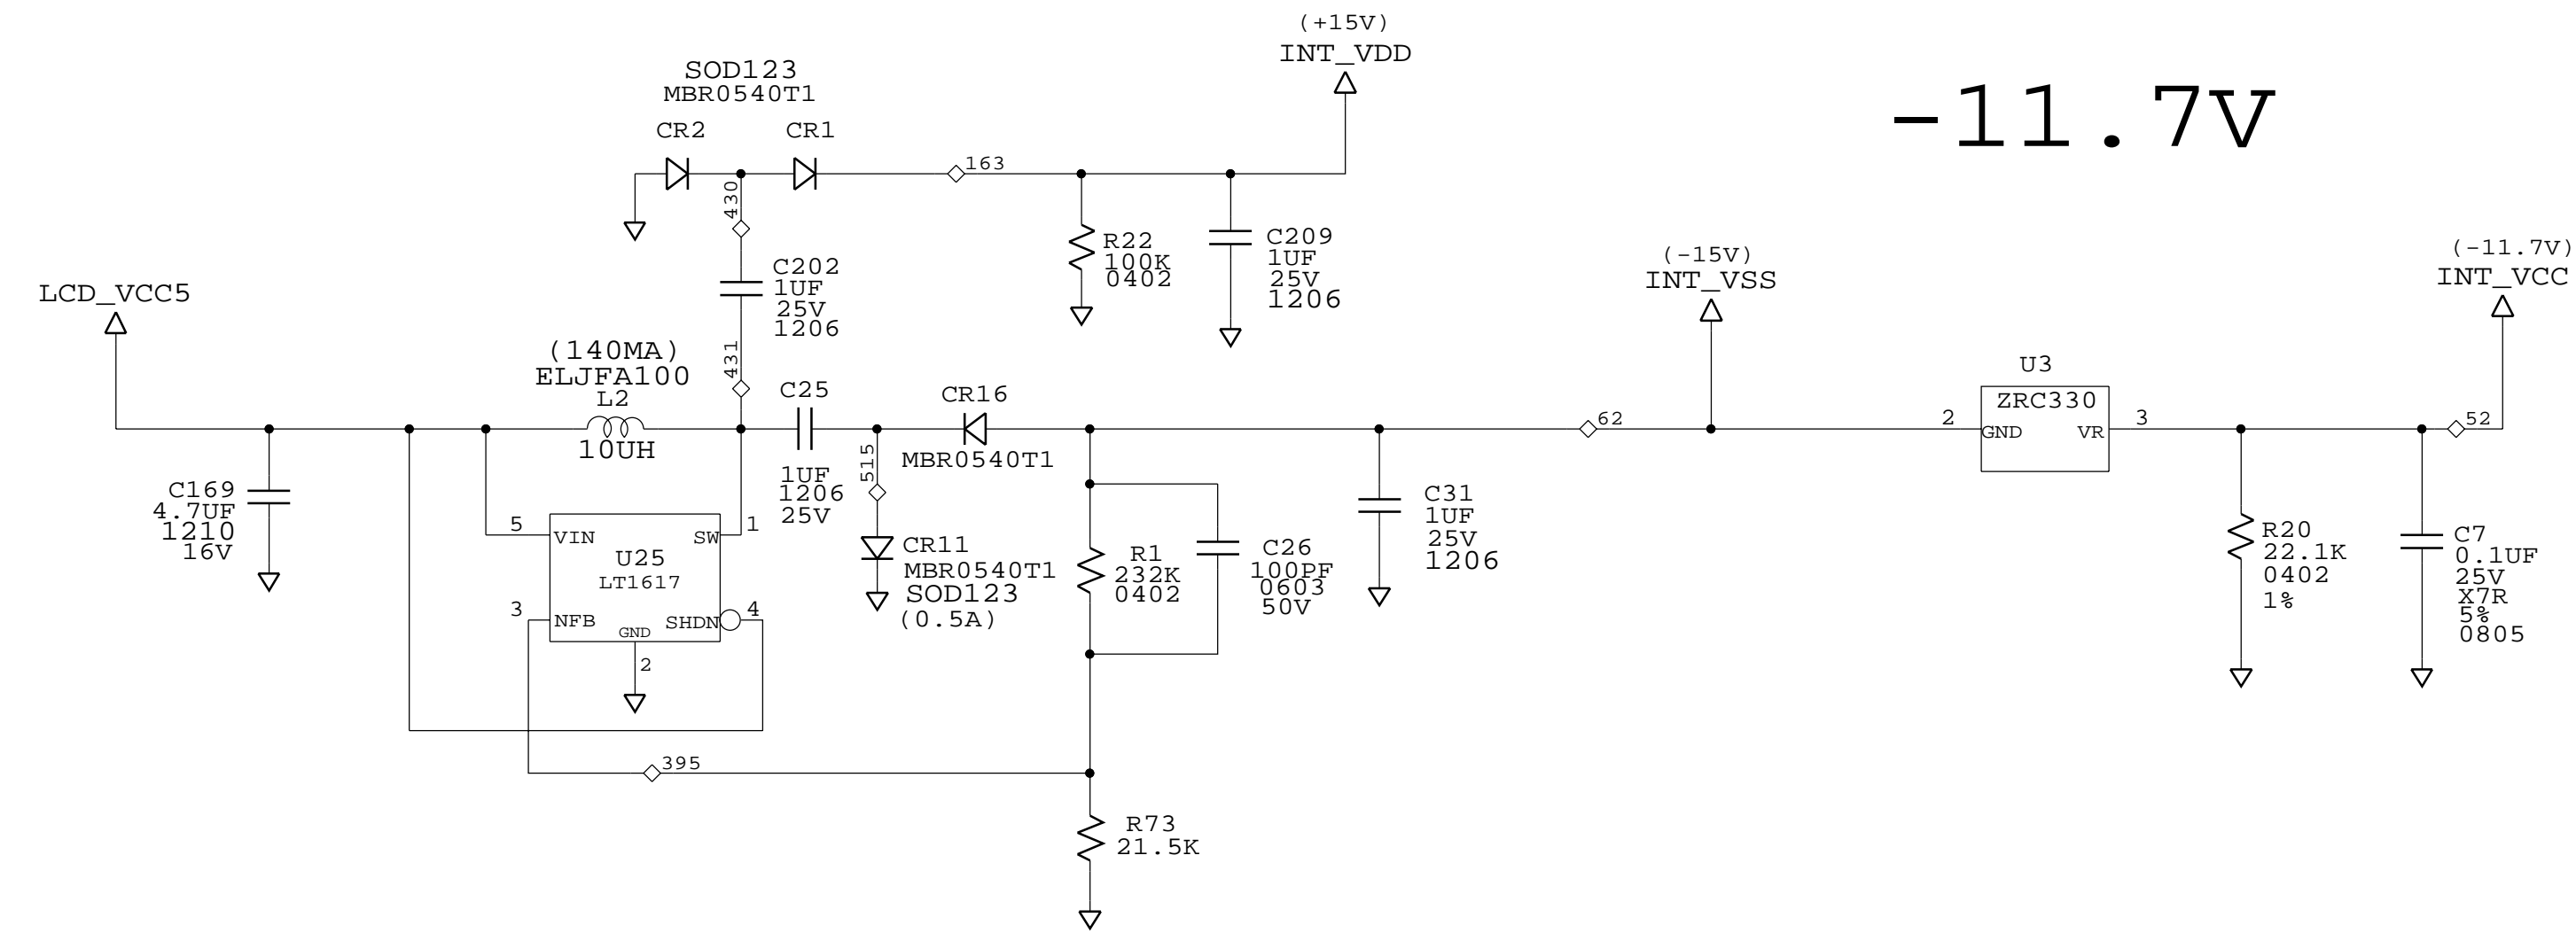 (+15V)
INT_VDD
-11.7V
SOD123
MBR0540T1
CR2
CR1
163
430
R22
100K
0402
C209
1UF
25V
1206
C202
1UF
25V
1206
431
LCD_VCC5
(-15V)
INT_VSS
(-11.7V)
INT_VCC
(140MA)
ELJFA100
L2
10UH
C25
1UF
1206
25V
CR16
MBR0540T1
515
62
U3
ZRC330
2
GND
VR
3
52
C169
4.7UF
1210
16V
5
VIN
SW
1
U25
LT1617
3
NFB
GND
SHDN
4
2
CR11
MBR0540T1
SOD123
(0.5A)
R1
232K
0402
C26
100PF
0603
50V
C31
1UF
25V
1206
R20
22.1K
0402
1%
C7
0.1UF
25V
X7R
5%
0805
395
R73
21.5K